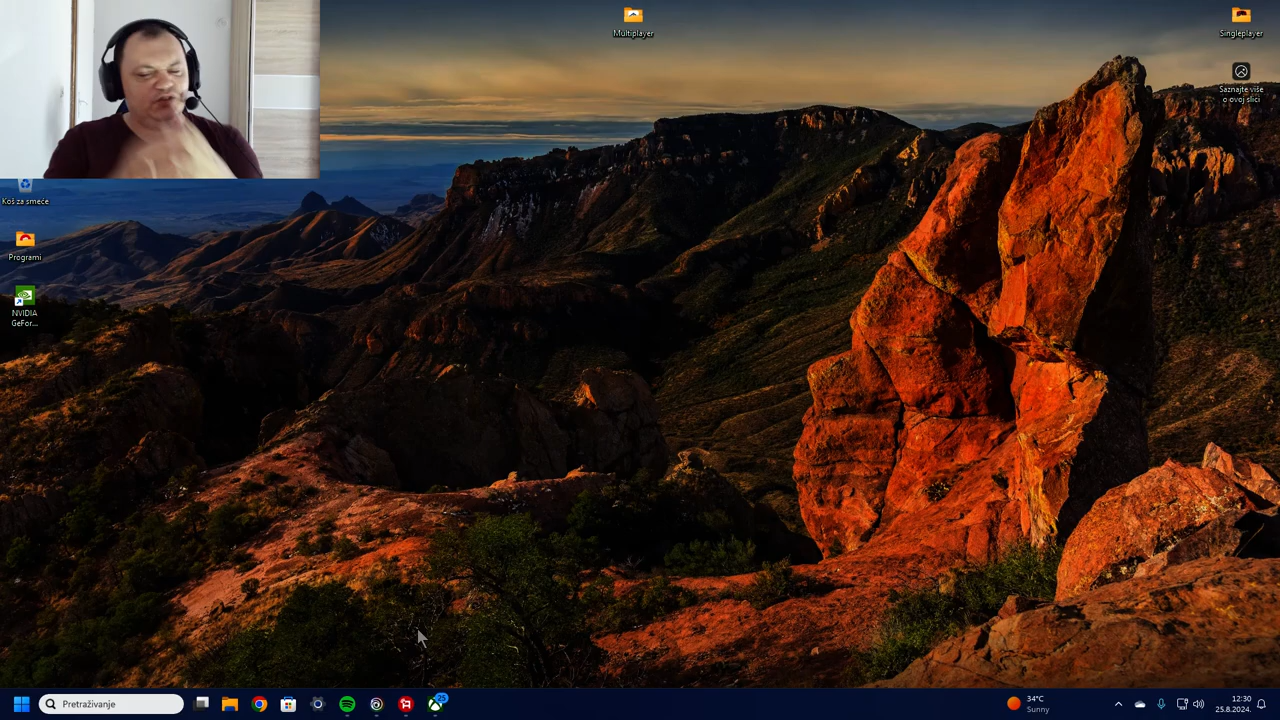 Multiplayer
Singleplayer
Saznajte više
o ovoj slici
Koš za smeće
Programi
NVIDIA
GeFor...
Pretraživanje
25
34°C
Sunny
12:30
25.8.2024.